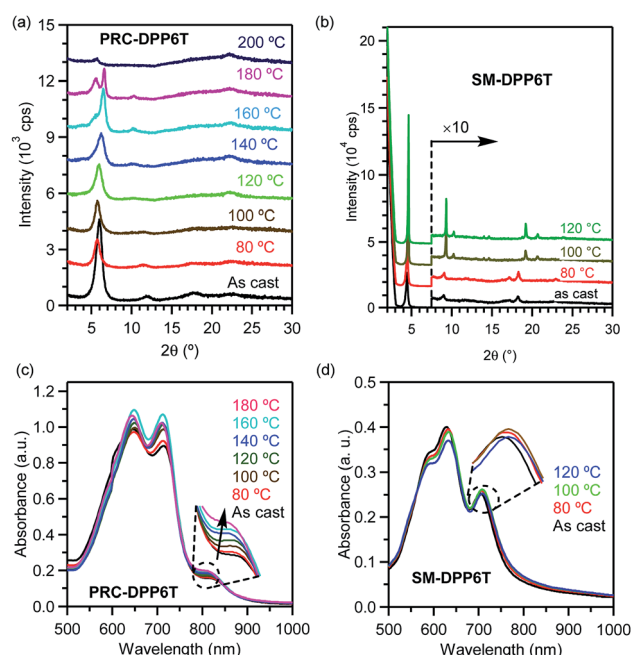 (a)
PRC-DPP6T
200 ºC
180 ºC
160 ºC
140 ºC
120 ºC
100 ºC
80 ºC
As cast
15
12
9
6
3
0
Intensity (10³ cps)
5
10
15
20
25
30
2θ (º)
(b)
SM-DPP6T
×10
120 °C
100 °C
80 °C
as cast
20
15
10
5
0
Intensity (10⁴ cps)
5
10
15
20
25
30
2θ (°)
(c)
180 ºC
160 ºC
140 ºC
120 ºC
100 ºC
80 ºC
As cast
PRC-DPP6T
1.2
1.0
0.8
0.6
0.4
0.2
0.0
Absorbance (a. u.)
500
600
700
800
900
1000
Wavelength (nm)
(d)
120 ºC
100 ºC
80 ºC
As cast
SM-DPP6T
0.5
0.4
0.3
0.2
0.1
0.0
Absorbance (a. u.)
500
600
700
800
900
1000
Wavelength (nm)